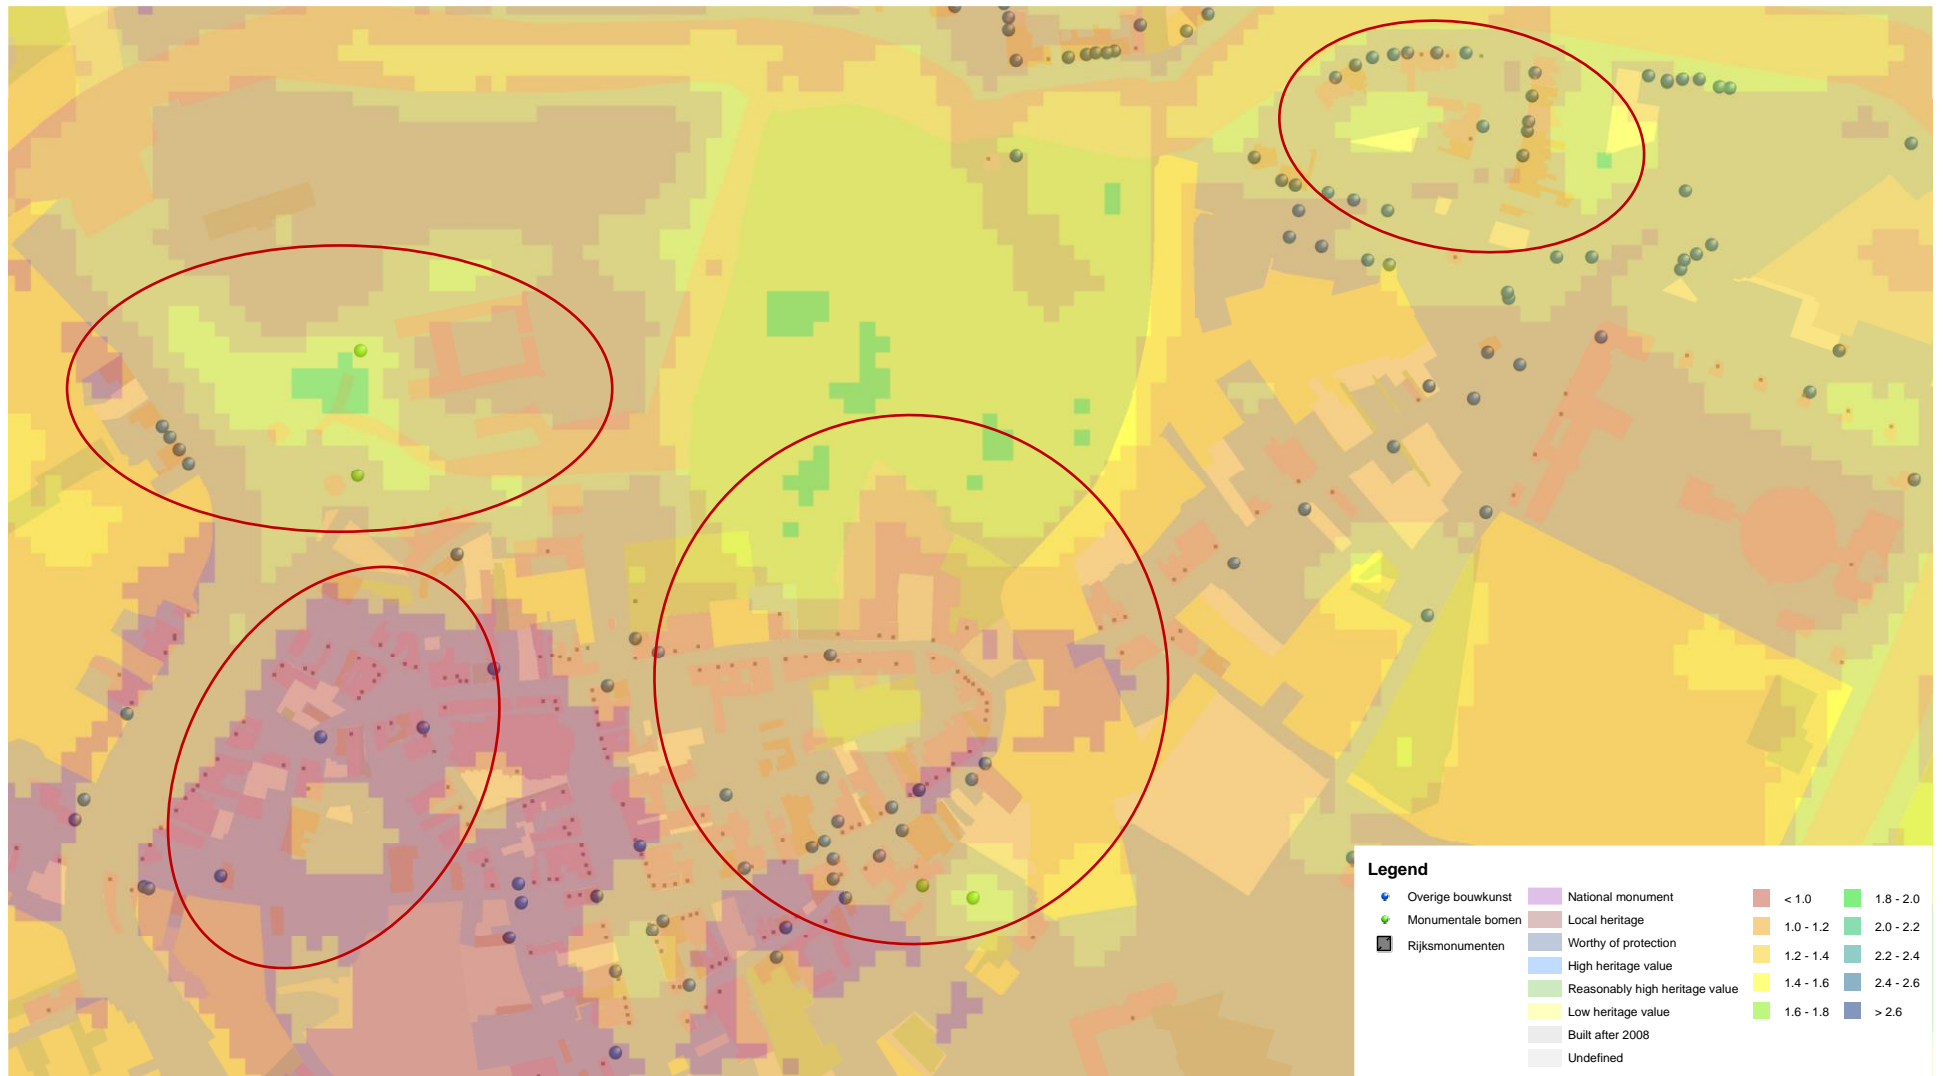 Legend
Overige bouwkunst
Monumentale bomen
Rijksmonumenten
National monument
Local heritage
Worthy of protection
High heritage value
Reasonably high heritage value
Low heritage value
Built after 2008
Undefined
< 1.0
1.0 - 1.2
1.2 - 1.4
1.4 - 1.6
1.6 - 1.8
1.8 - 2.0
2.0 - 2.2
2.2 - 2.4
2.4 - 2.6
> 2.6